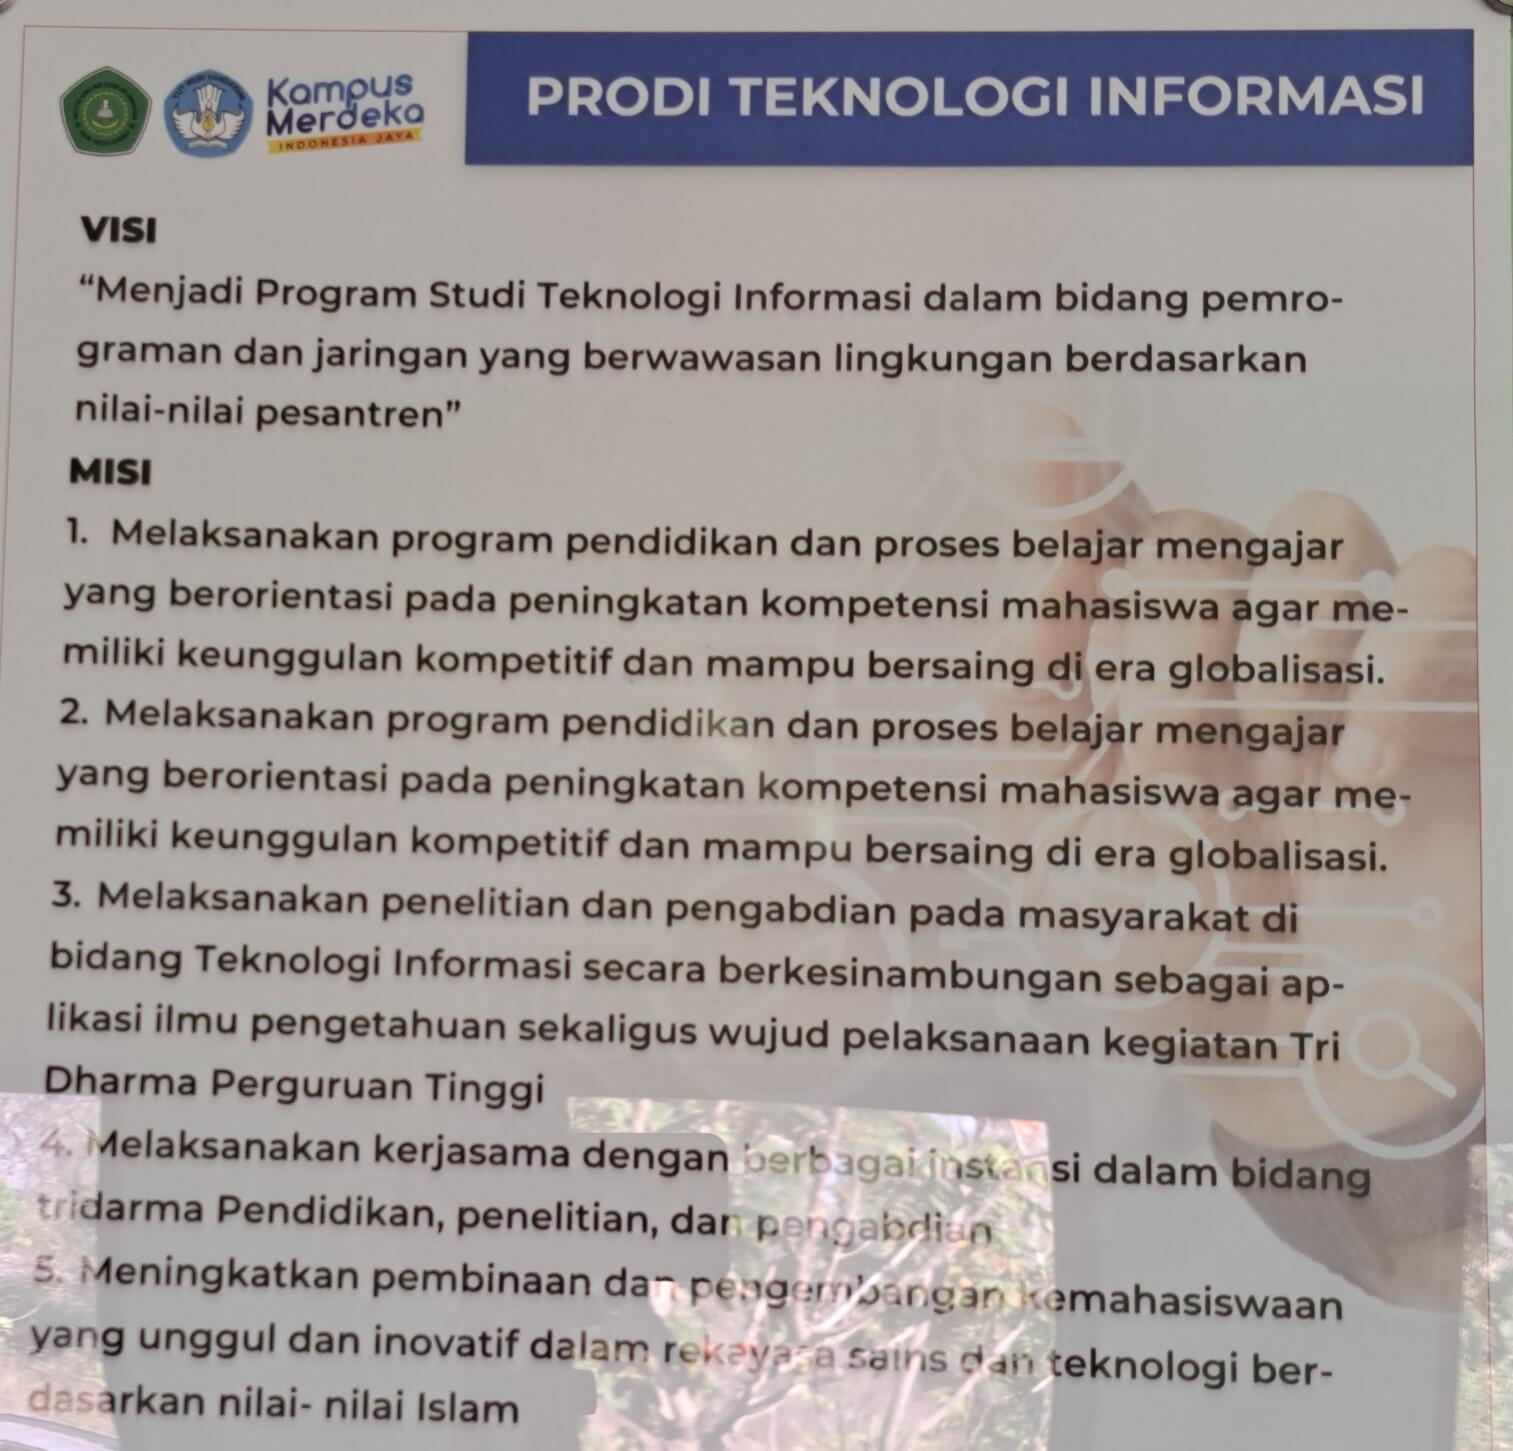 Kampus
Merdeka
INDONESIA JAYA
PRODI TEKNOLOGI INFORMASI
VISI
“Menjadi Program Studi Teknologi Informasi dalam bidang pemro-
graman dan jaringan yang berwawasan lingkungan berdasarkan
nilai-nilai pesantren”
MISI
1. Melaksanakan program pendidikan dan proses belajar mengajar
yang berorientasi pada peningkatan kompetensi mahasiswa agar me-
miliki keunggulan kompetitif dan mampu bersaing di era globalisasi.
2. Melaksanakan program pendidikan dan proses belajar mengajar
yang berorientasi pada peningkatan kompetensi mahasiswa agar me-
miliki keunggulan kompetitif dan mampu bersaing di era globalisasi.
3. Melaksanakan penelitian dan pengabdian pada masyarakat di
bidang Teknologi Informasi secara berkesinambungan sebagai ap-
likasi ilmu pengetahuan sekaligus wujud pelaksanaan kegiatan Tri
Dharma Perguruan Tinggi
4. Melaksanakan kerjasama dengan berbagai instansi dalam bidang
tridarma Pendidikan, penelitian, dan pengabdian
5. Meningkatkan pembinaan dan pengembangan kemahasiswaan
yang unggul dan inovatif dalam rekayasa sains dan teknologi ber-
dasarkan nilai- nilai Islam